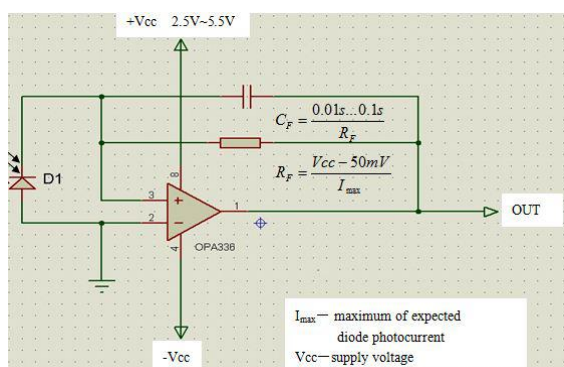 +Vcc 2.5V~5.5V
C_F = 0.01s...0.1s / R_F
R_F = Vcc − 50mV / I_max
D1
8
3
+
1
2
−
4
OPA336
OUT
I_max— maximum of expected
diode photocurrent
Vcc—supply voltage
-Vcc